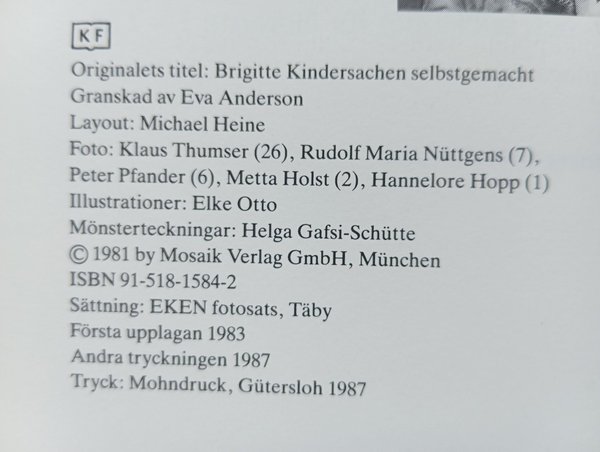 KF
Originalets titel: Brigitte Kindersachen selbstgemacht
Granskad av Eva Anderson
Layout: Michael Heine
Foto: Klaus Thumser (26), Rudolf Maria Nüttgens (7),
Peter Pfander (6), Metta Holst (2), Hannelore Hopp (1)
Illustrationer: Elke Otto
Mönsterteckningar: Helga Gafsi-Schütte
© 1981 by Mosaik Verlag GmbH, München
ISBN 91-518-1584-2
Sättning: EKEN fotosats, Täby
Första upplagan 1983
Andra tryckningen 1987
Tryck: Mohndruck, Gütersloh 1987